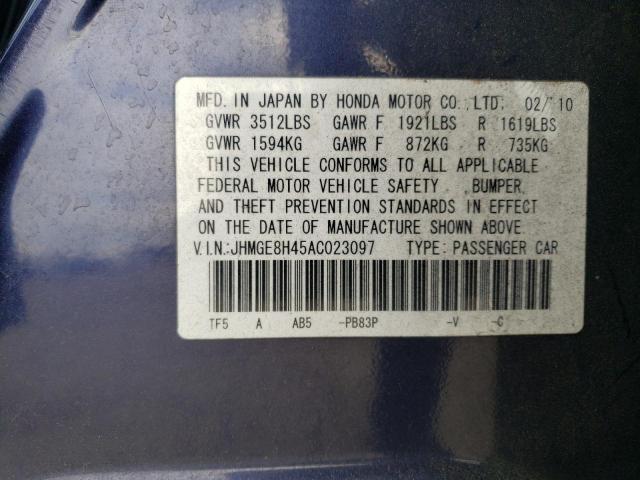 MFD. IN JAPAN BY HONDA MOTOR CO., LTD. 02/10
GVWR 3512LBS GAWR F 1921LBS R 1619LBS
GVWR 1594KG GAWR F 872KG R 735KG
THIS VEHICLE CONFORMS TO ALL APPLICABLE
FEDERAL MOTOR VEHICLE SAFETY , BUMPER,
AND THEFT PREVENTION STANDARDS IN EFFECT
ON THE DATE OF MANUFACTURE SHOWN ABOVE.
V.I.N.:JHMGE8H45AC023097 TYPE: PASSENGER CAR
TF5 A AB5 -PB83P -V -C